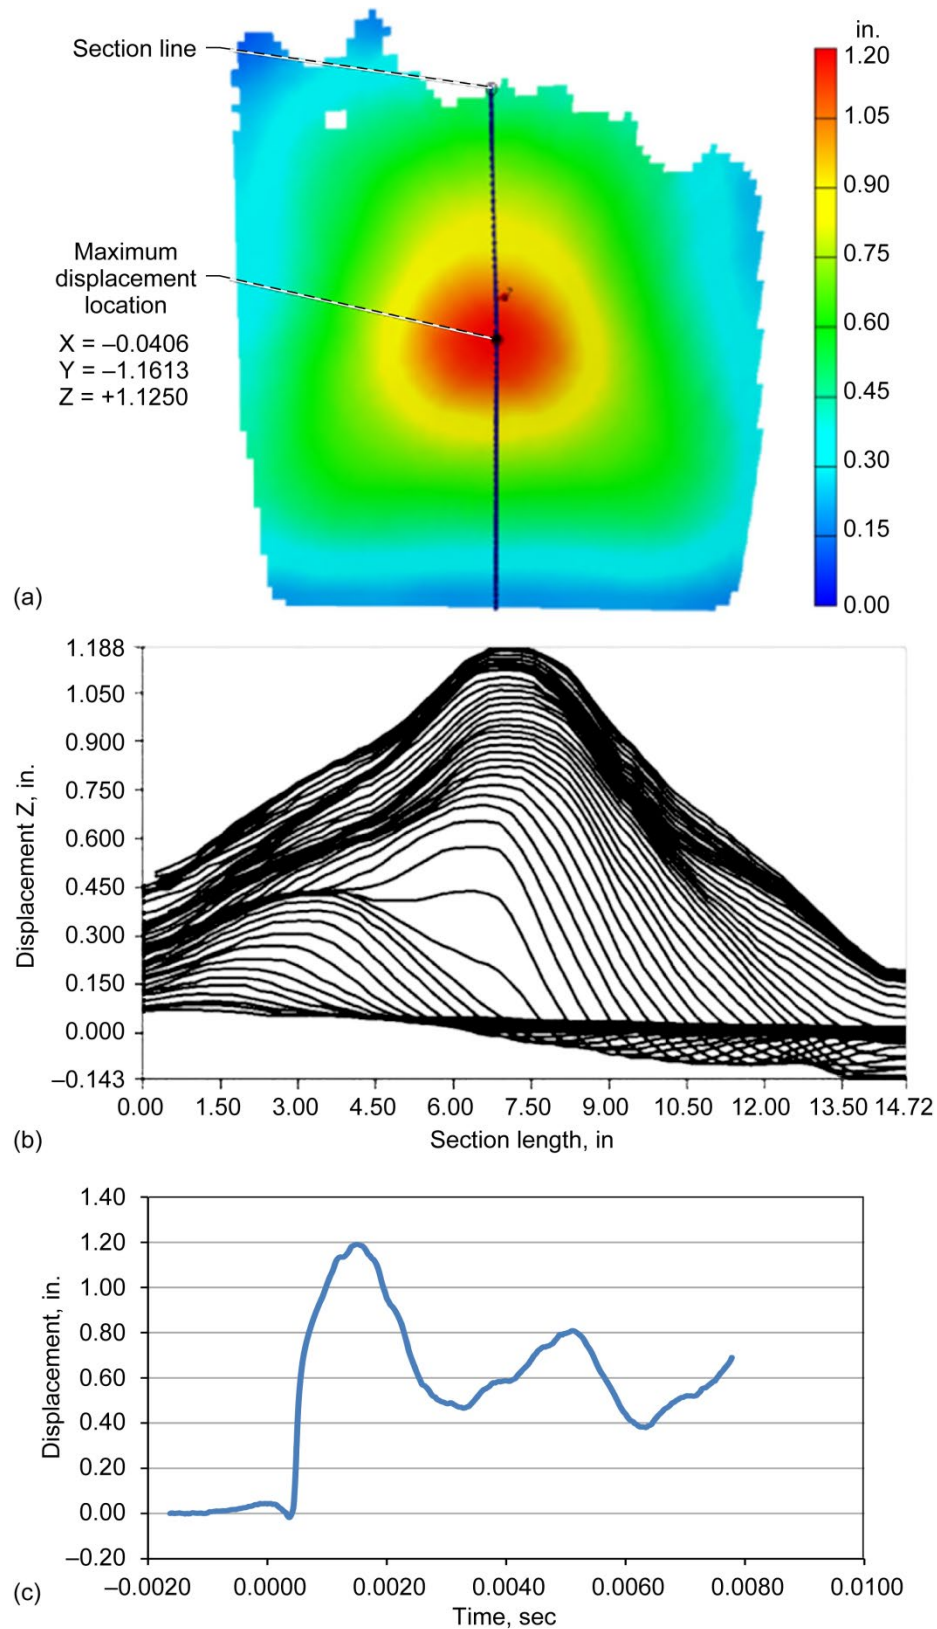 in.
Section line
1.20
1.05
0.90
0.75
0.60
0.45
0.30
0.15
0.00
Maximum
displacement
location
X = –0.0406
Y = –1.1613
Z = +1.1250
(a)
1.188
1.050
0.900
0.750
0.600
0.450
0.300
0.150
0.000
–0.143
Displacement Z, in.
0.00 1.50 3.00 4.50 6.00 7.50 9.00 10.50 12.00 13.50 14.72
Section length, in
(b)
1.40
1.20
1.00
0.80
0.60
0.40
0.20
0.00
–0.20
Displacement, in.
–0.0020 0.0000 0.0020 0.0040 0.0060 0.0080 0.0100
Time, sec
(c)